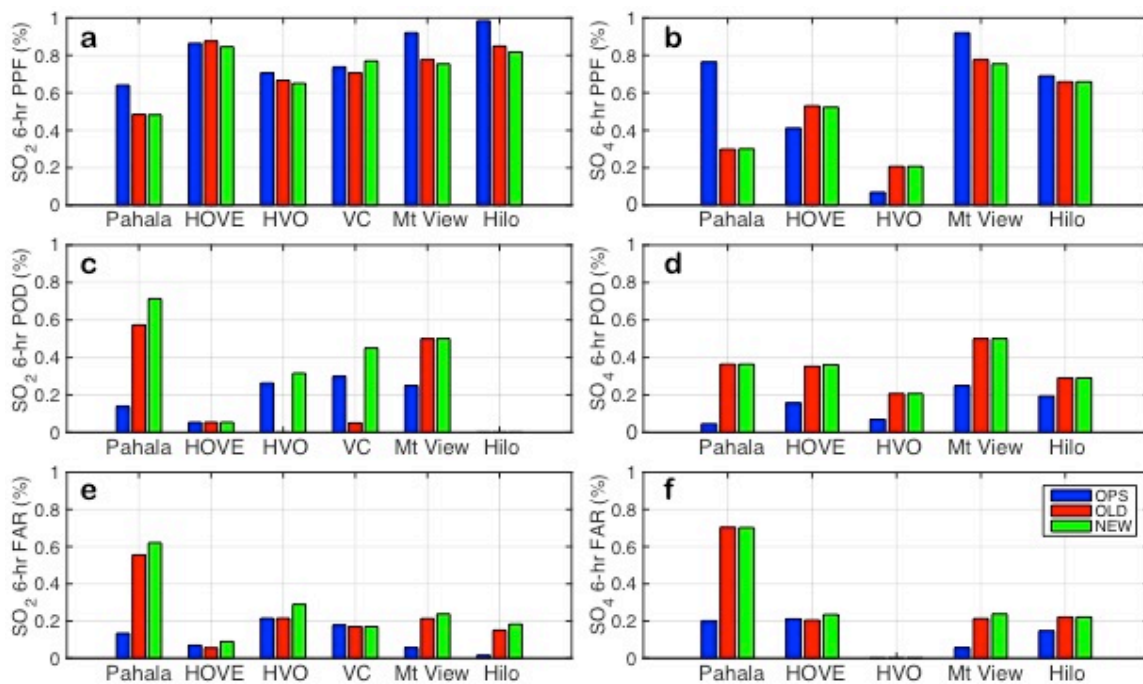 a
SO2 6-hr PPF (%)
1
0.8
0.6
0.4
0.2
0
Pahala HOVE HVO VC Mt View Hilo
b
SO4 6-hr PPF (%)
1
0.8
0.6
0.4
0.2
0
Pahala HOVE HVO Mt View Hilo
c
SO2 6-hr POD (%)
1
0.8
0.6
0.4
0.2
0
Pahala HOVE HVO VC Mt View Hilo
d
SO4 6-hr POD (%)
1
0.8
0.6
0.4
0.2
0
Pahala HOVE HVO Mt View Hilo
e
SO2 6-hr FAR (%)
1
0.8
0.6
0.4
0.2
0
Pahala HOVE HVO VC Mt View Hilo
f
SO4 6-hr FAR (%)
1
0.8
0.6
0.4
0.2
0
Pahala HOVE HVO Mt View Hilo
OPS
OLD
NEW